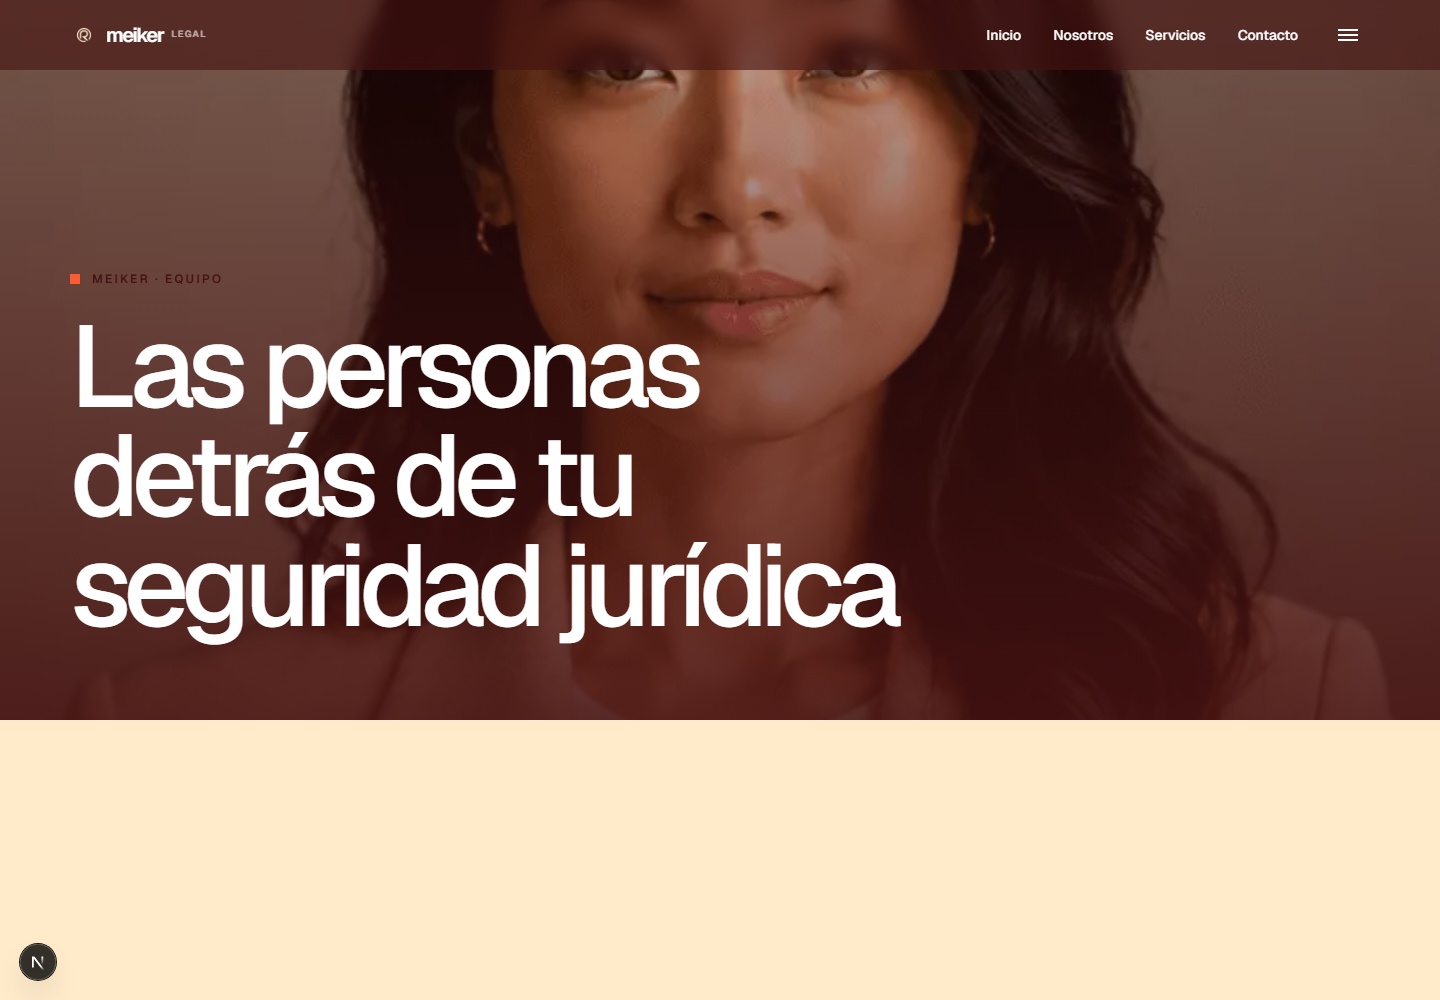 meiker LEGAL
Inicio Nosotros Servicios Contacto
MEIKER · EQUIPO
Las personas
detrás de tu
seguridad jurídica
N